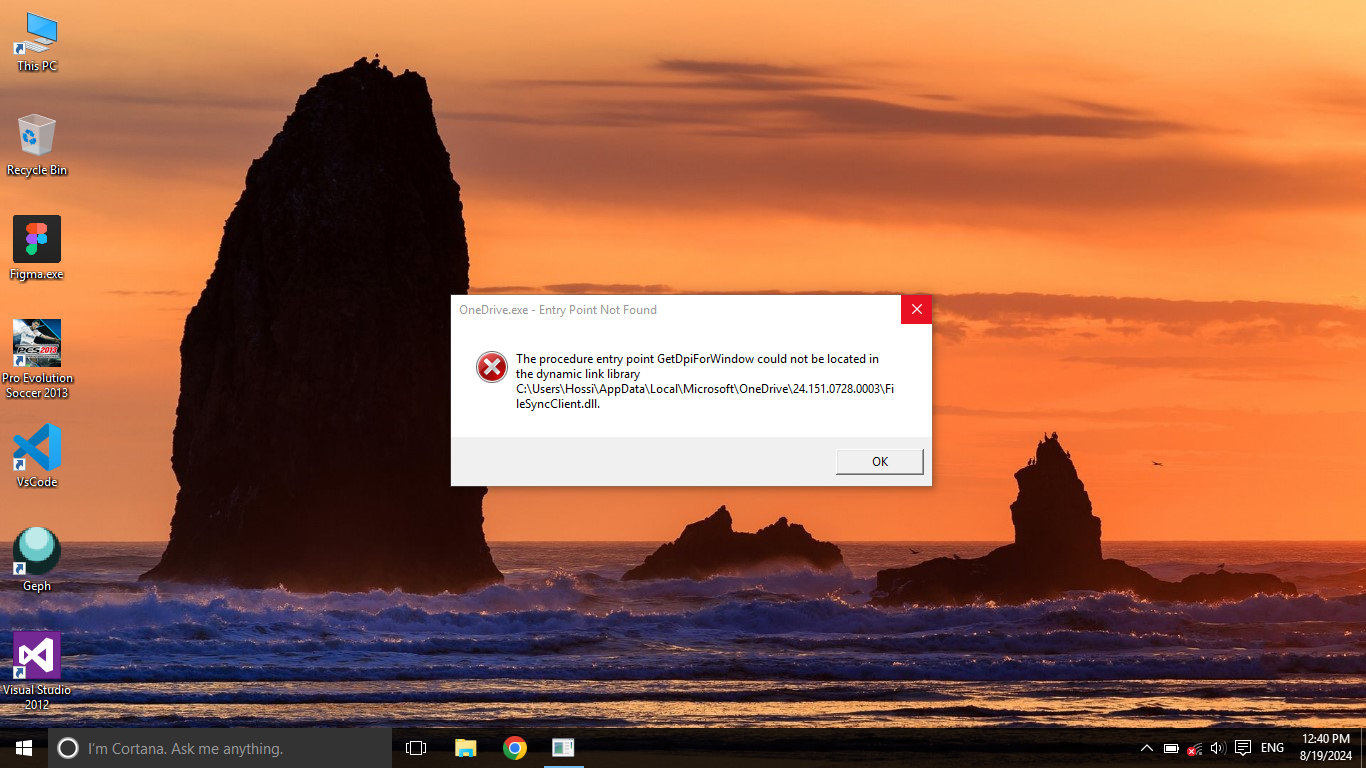 This PC
Recycle Bin
Figma.exe
Pro Evolution
Soccer 2013
VsCode
Geph
Visual Studio
2012
OneDrive.exe - Entry Point Not Found
The procedure entry point GetDpiForWindow could not be located in
the dynamic link library
C:\Users\Hossi\AppData\Local\Microsoft\OneDrive\24.151.0728.0003\Fi
leSyncClient.dll.
OK
I'm Cortana. Ask me anything.
ENG
12:40 PM
8/19/2024